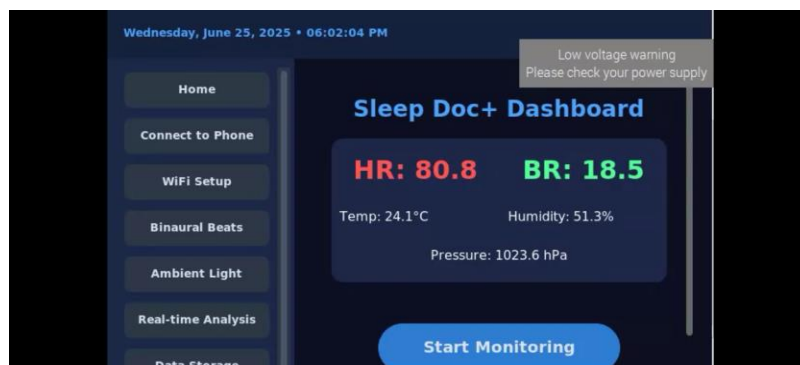 Wednesday, June 25, 2025 • 06:02:04 PM
Low voltage warning
Please check your power supply
Home
Connect to Phone
WiFi Setup
Binaural Beats
Ambient Light
Real-time Analysis
Data Storage
Sleep Doc+ Dashboard
HR: 80.8 BR: 18.5
Temp: 24.1°C Humidity: 51.3%
Pressure: 1023.6 hPa
Start Monitoring